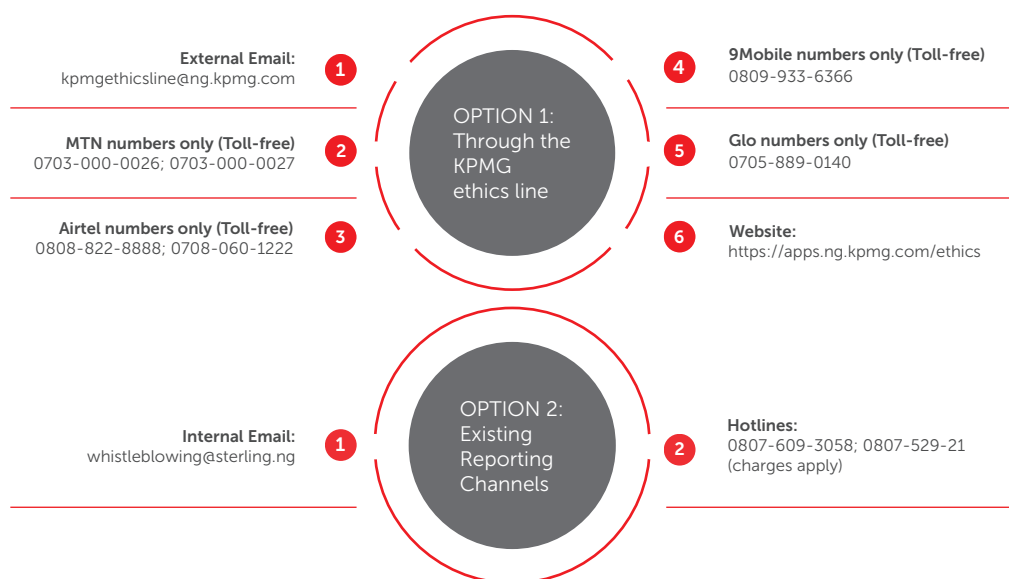 External Email:
kpmgethicsline@ng.kpmg.com
1
MTN numbers only (Toll-free)
0703-000-0026; 0703-000-0027
2
Airtel numbers only (Toll-free)
0808-822-8888; 0708-060-1222
3
OPTION 1:
Through the
KPMG
ethics line
4
9Mobile numbers only (Toll-free)
0809-933-6366
5
Glo numbers only (Toll-free)
0705-889-0140
6
Website:
https://apps.ng.kpmg.com/ethics
Internal Email:
whistleblowing@sterling.ng
1
OPTION 2:
Existing
Reporting
Channels
2
Hotlines:
0807-609-3058; 0807-529-21
(charges apply)